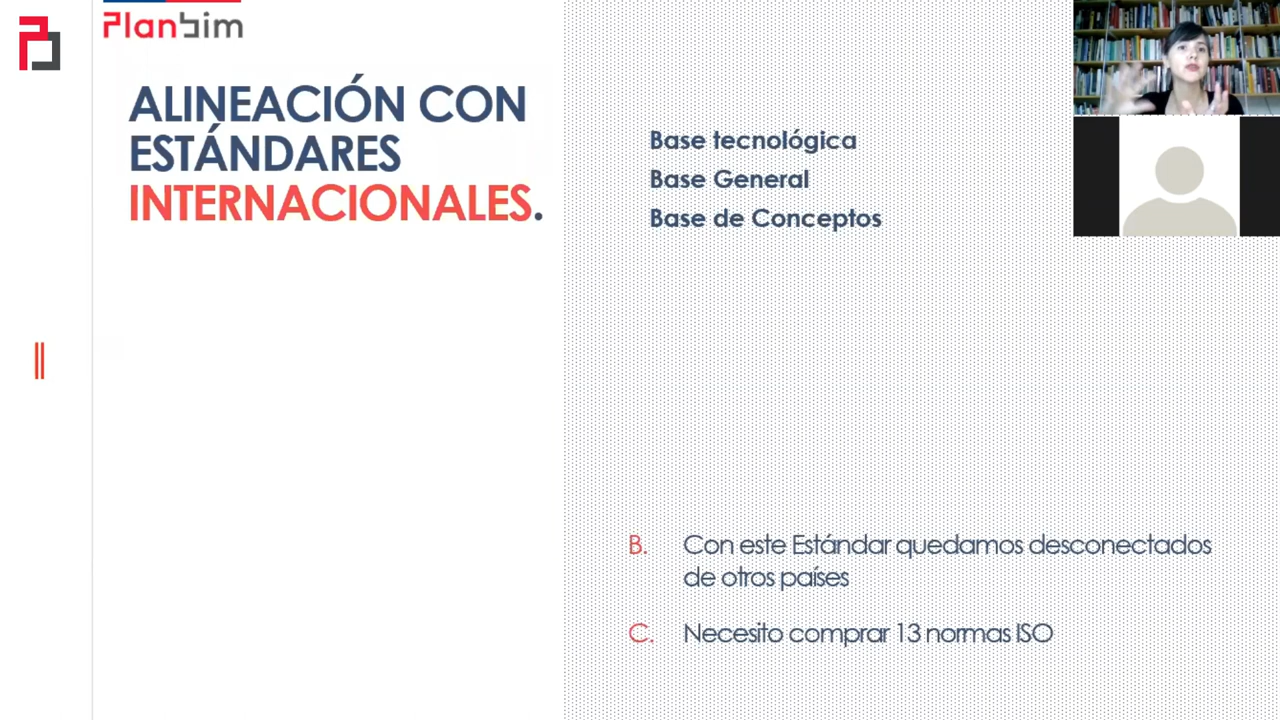 PlanBim
ALINEACIÓN CON
ESTÁNDARES
INTERNACIONALES.
Base tecnológica
Base General
Base de Conceptos
B. Con este Estándar quedamos desconectados
de otros países
C. Necesito comprar 13 normas ISO